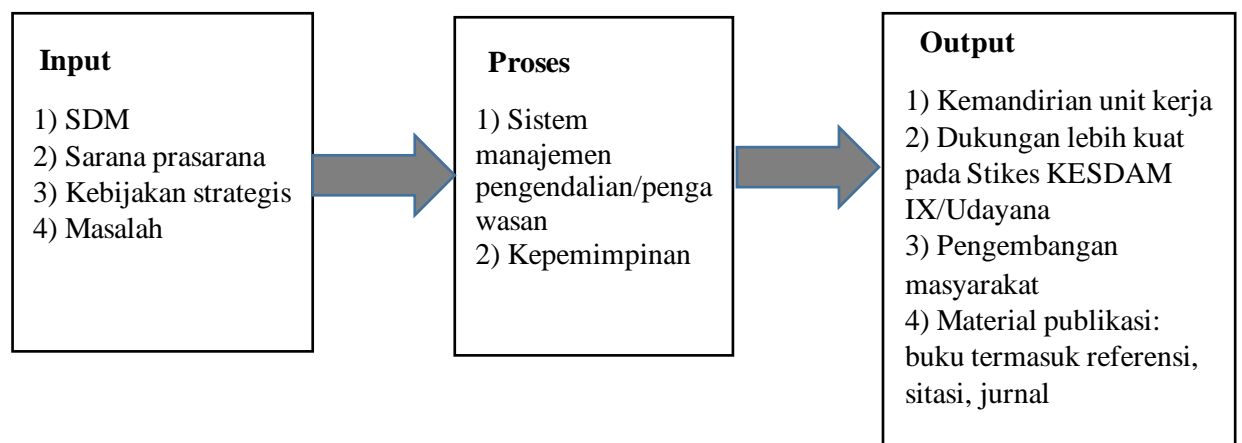 Input
1) SDM
2) Sarana prasarana
3) Kebijakan strategis
4) Masalah
Proses
1) Sistem
manajemen
pengendalian/penga
wasan
2) Kepemimpinan
Output
1) Kemandirian unit kerja
2) Dukungan lebih kuat
pada Stikes KESDAM
IX/Udayana
3) Pengembangan
masyarakat
4) Material publikasi:
buku termasuk referensi,
sitasi, jurnal